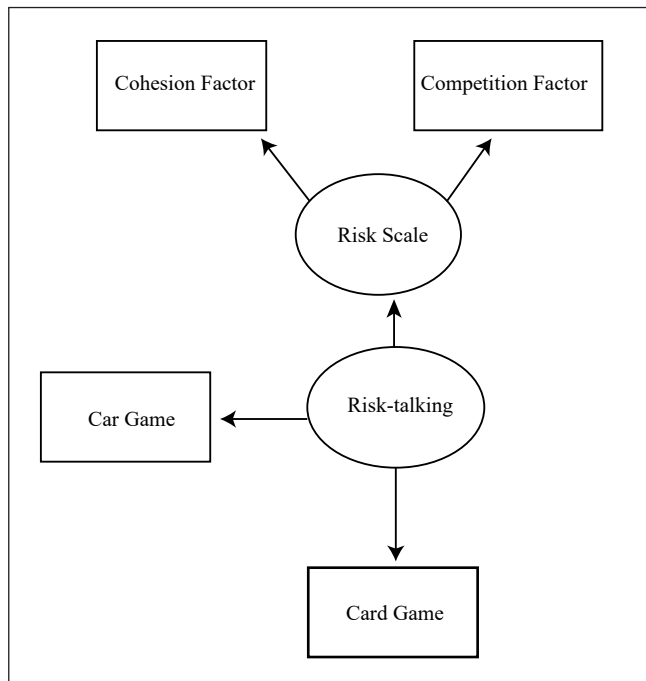 Cohesion Factor
Competition Factor
Risk Scale
Risk-talking
Car Game
Card Game